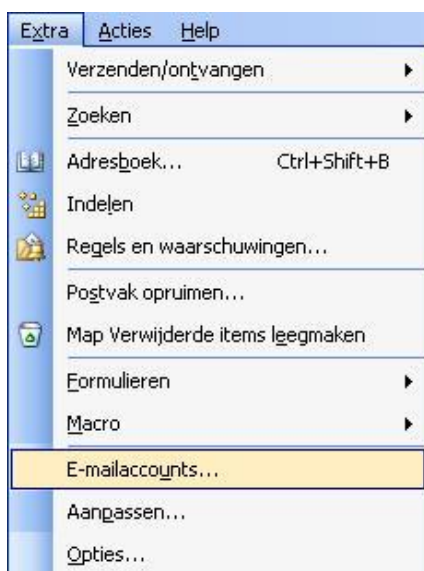 Extra Acties Help
Verzenden/ontvangen
Zoeken
Adresboek... Ctrl+Shift+B
Indelen
Regels en waarschuwingen...
Postvak opruimen...
Map Verwijderde items leegmaken
Formulieren
Macro
E-mailaccounts...
Aanpassen...
Opties...